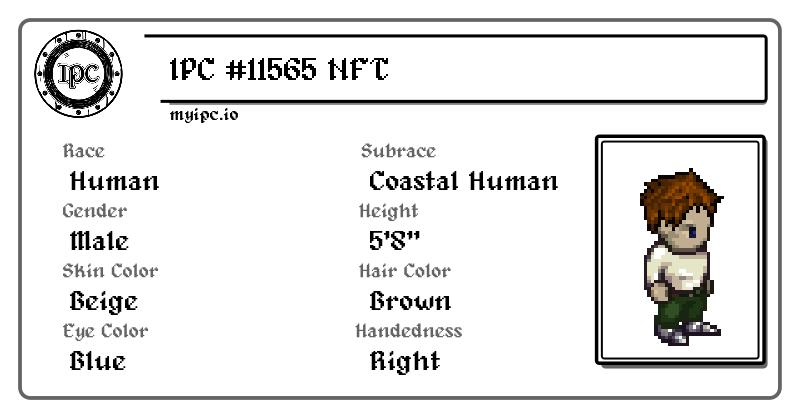 IPC
IPC #11565 NFT
myipc.io
Race
Human
Subrace
Coastal Human
Gender
Male
Height
5'8"
Skin Color
Beige
Hair Color
Brown
Eye Color
Blue
Handedness
Right